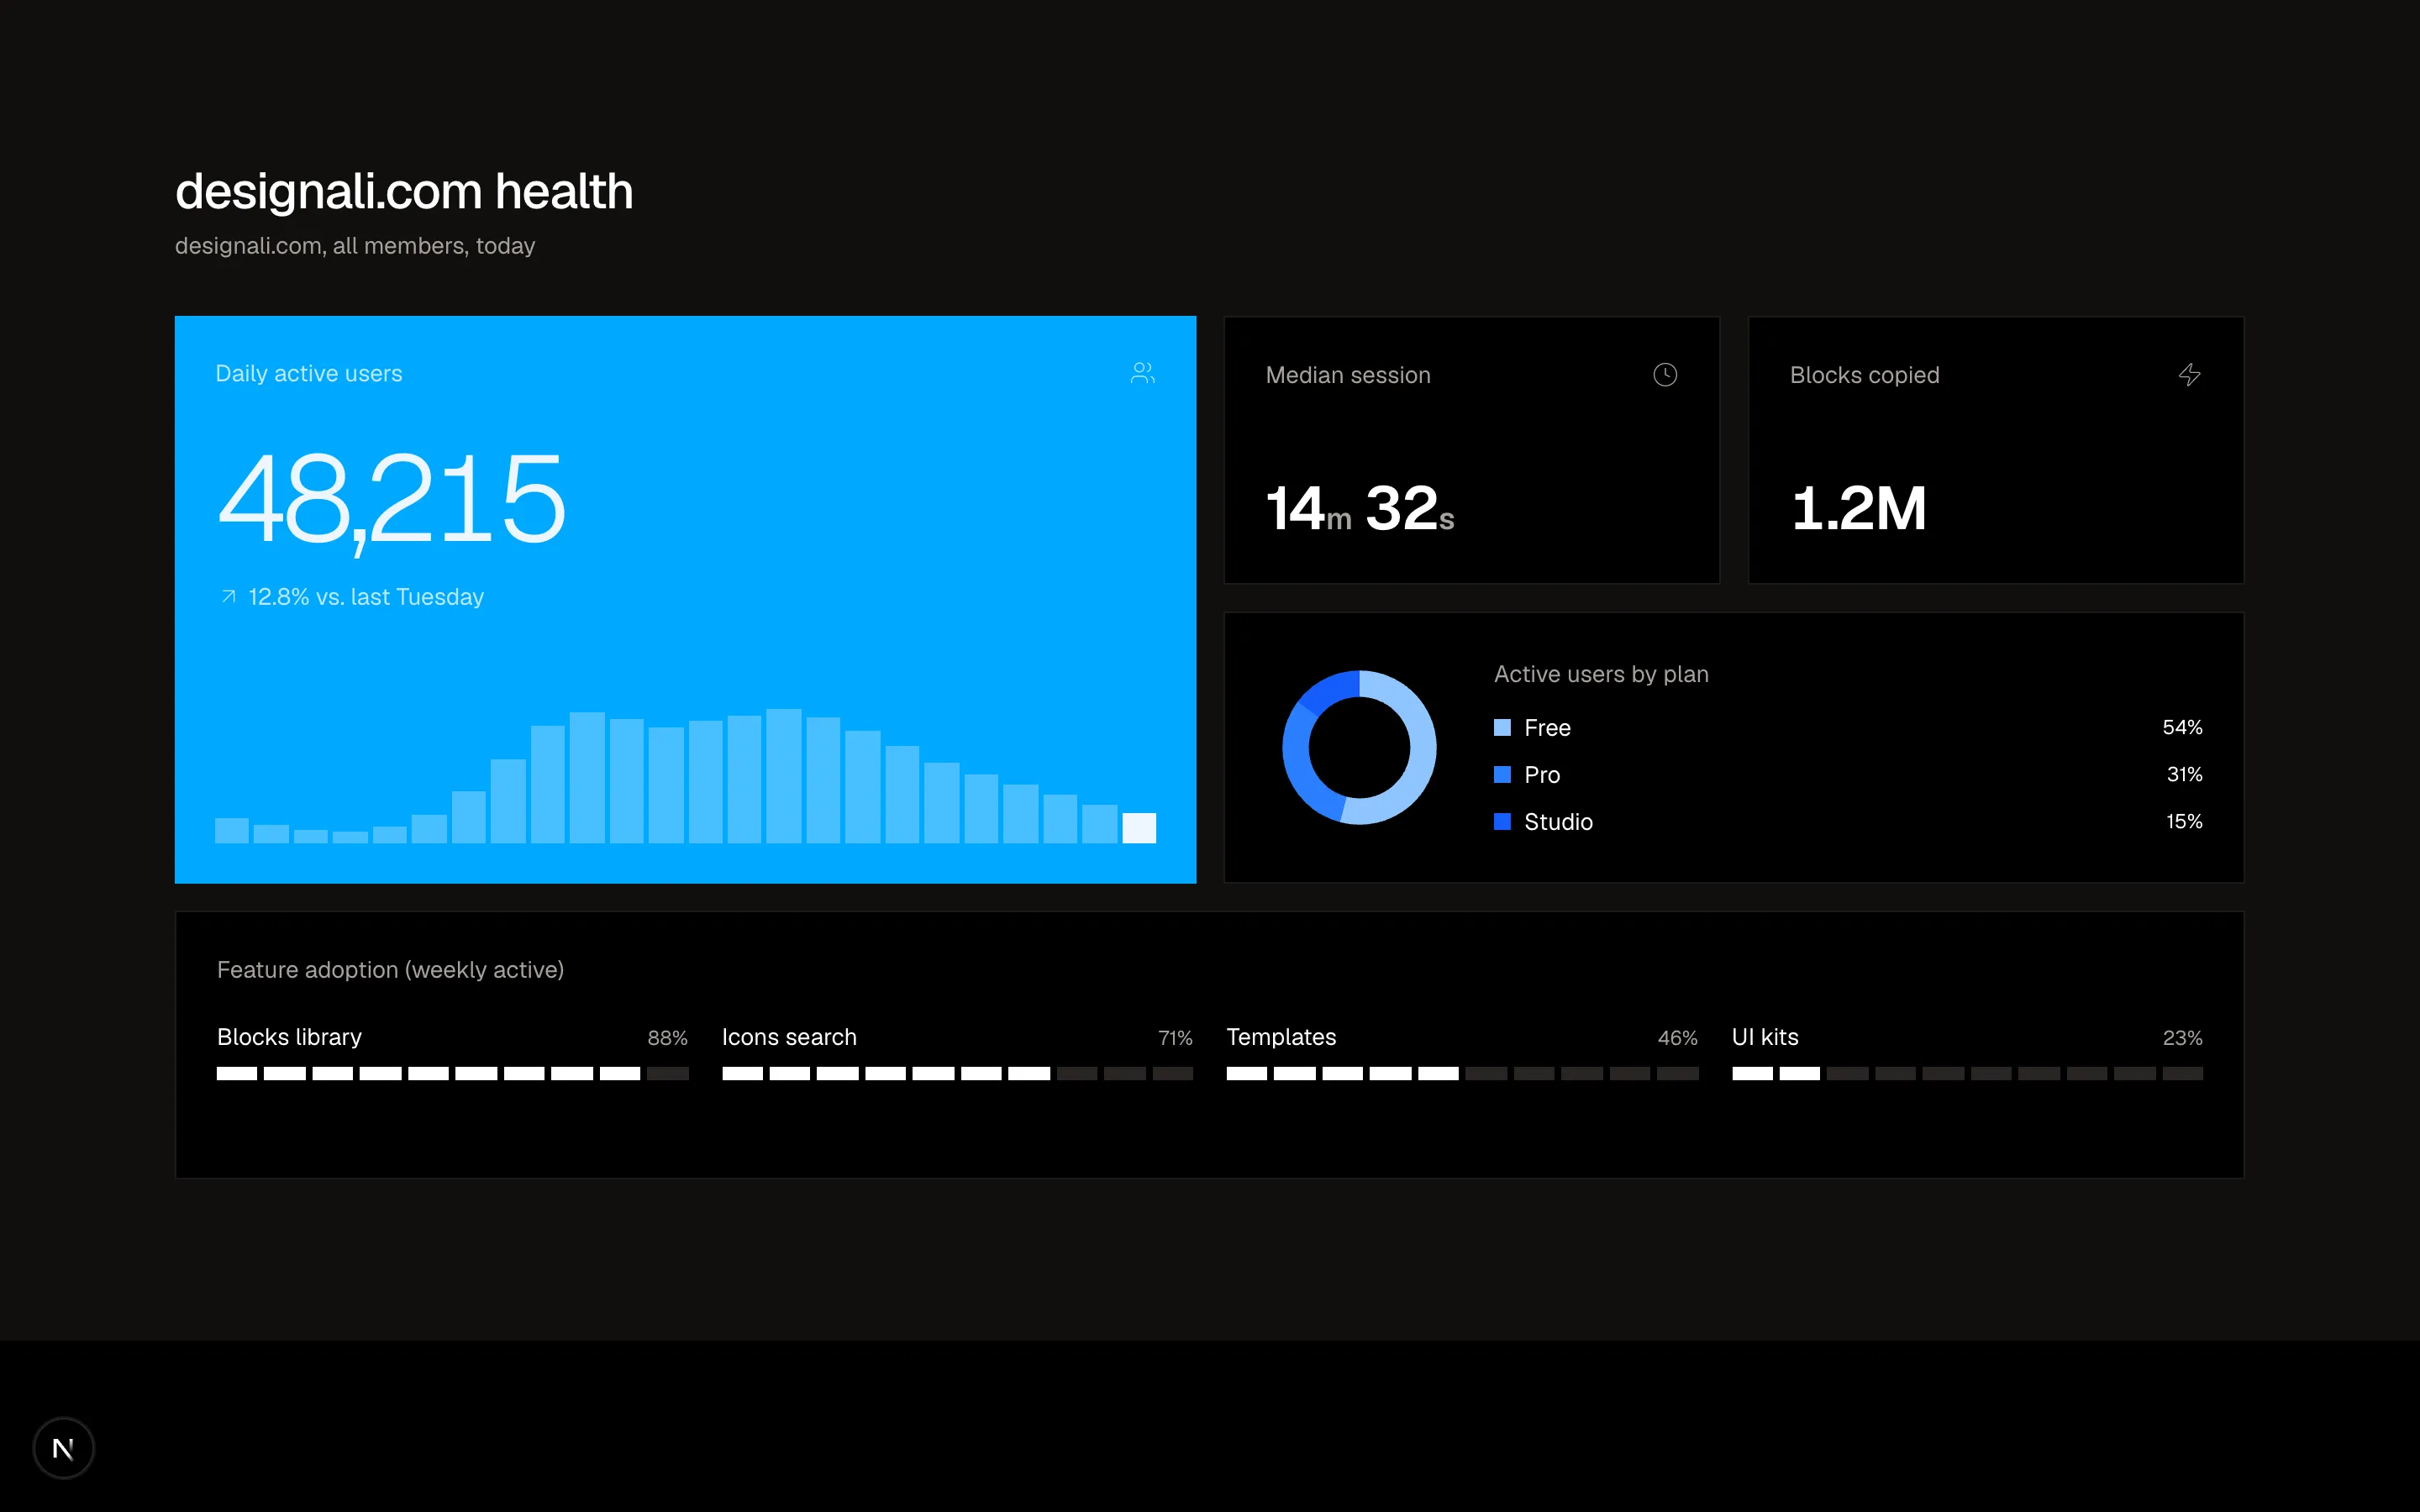 designali.com health
designali.com, all members, today
Daily active users
48,215
12.8% vs. last Tuesday
Median session
14m 32s
Blocks copied
1.2M
Active users by plan
Free 54%
Pro 31%
Studio 15%
Feature adoption (weekly active)
Blocks library 88%
Icons search 71%
Templates 46%
UI kits 23%
N